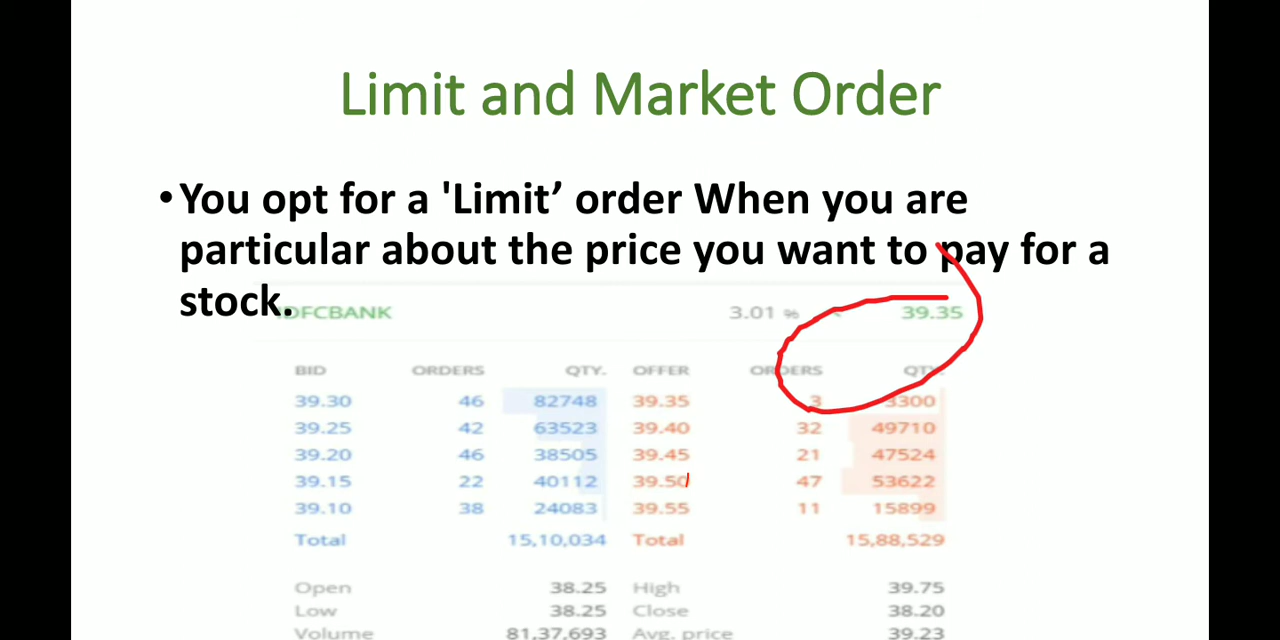 Limit and Market Order
•You opt for a 'Limit’ order When you are
particular about the price you want to pay for a
stock.
IDFCBANK 3.01 % 39.35
BID ORDERS QTY. OFFER ORDERS QTY.
39.30 46 82748 39.35 3 3300
39.25 42 63523 39.40 32 49710
39.20 46 38505 39.45 21 47524
39.15 22 40112 39.50 47 53622
39.10 38 24083 39.55 11 15899
Total 15,10,034 Total 15,88,529
Open 38.25 High 39.75
Low 38.25 Close 38.20
Volume 81,37,693 Avg. price 39.23